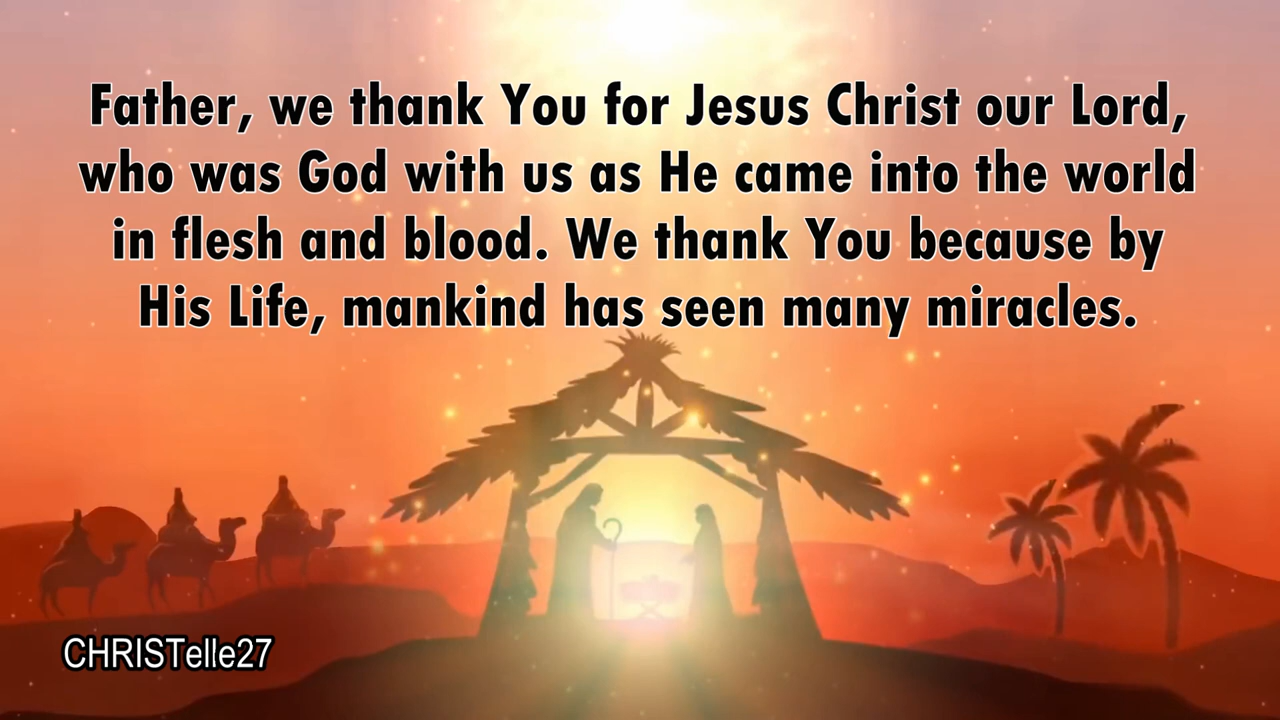 Father, we thank You for Jesus Christ our Lord,
who was God with us as He came into the world
in flesh and blood. We thank You because by
His Life, mankind has seen many miracles.
CHRISTelle27